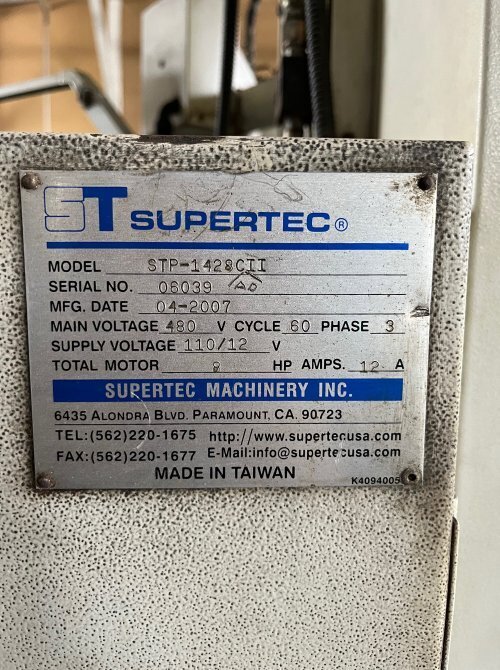 ST SUPERTEC®
MODEL STP-1428CII
SERIAL NO. 06039
MFG. DATE 04-2007
MAIN VOLTAGE 480 V CYCLE 60 PHASE 3
SUPPLY VOLTAGE 110/12 V
TOTAL MOTOR 8 HP AMPS. 12 A
SUPERTEC MACHINERY INC.
6435 ALONDRA BLVD. PARAMOUNT, CA. 90723
TEL:(562)220-1675 http://www.supertecusa.com
FAX:(562)220-1677 E-Mail:info@supertecusa.com
MADE IN TAIWAN
K4094005